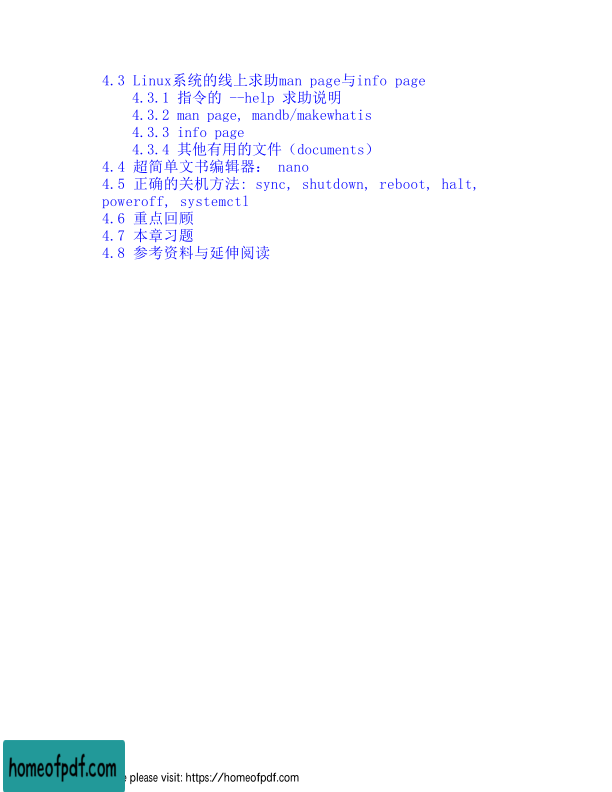 4.3 Linux系统的线上求助man page与info page
4.3.1 指令的 --help 求助说明
4.3.2 man page, mandb/makewhatis
4.3.3 info page
4.3.4 其他有用的文件（documents）
4.4 超简单文书编辑器： nano
4.5 正确的关机方法: sync, shutdown, reboot, halt,
poweroff, systemctl
4.6 重点回顾
4.7 本章习题
4.8 参考资料与延伸阅读
homeofpdf.com
please visit: https://homeofpdf.com